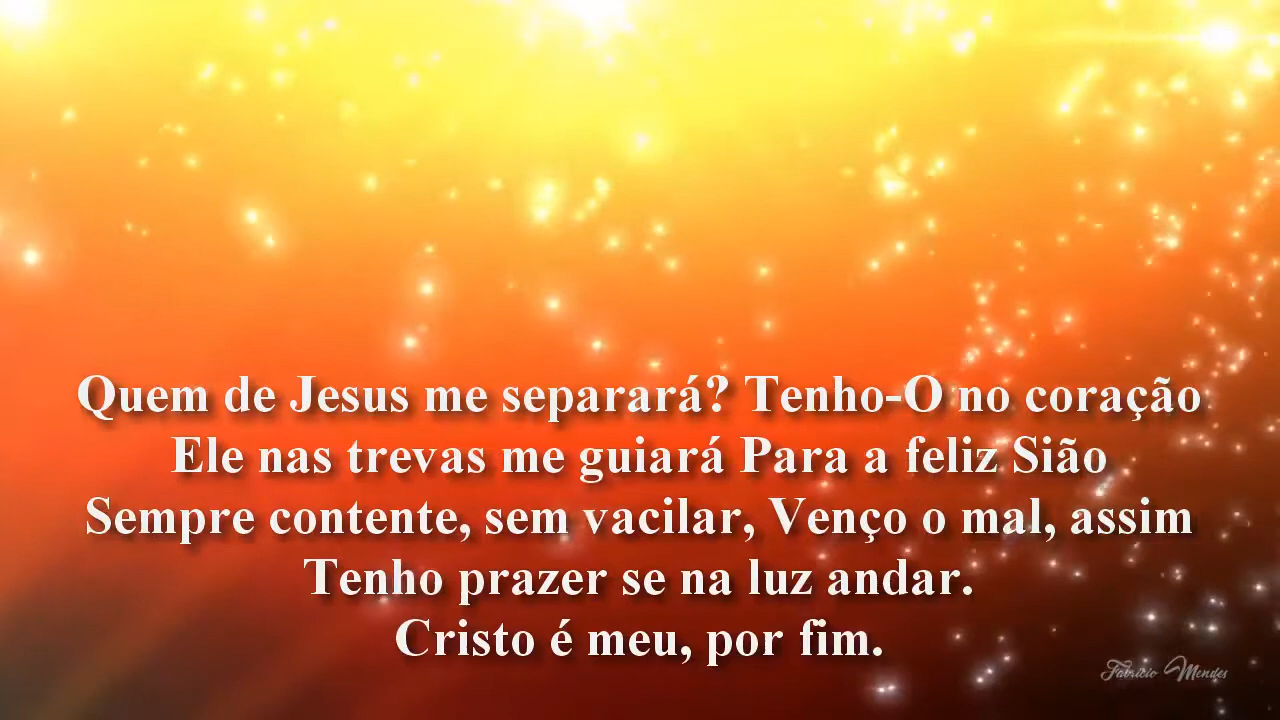 Quem de Jesus me separará? Tenho-O no coração
Ele nas trevas me guiará Para a feliz Sião
Sempre contente, sem vacilar, Venço o mal, assim
Tenho prazer se na luz andar.
Cristo é meu, por fim.
Fabricio Mendes